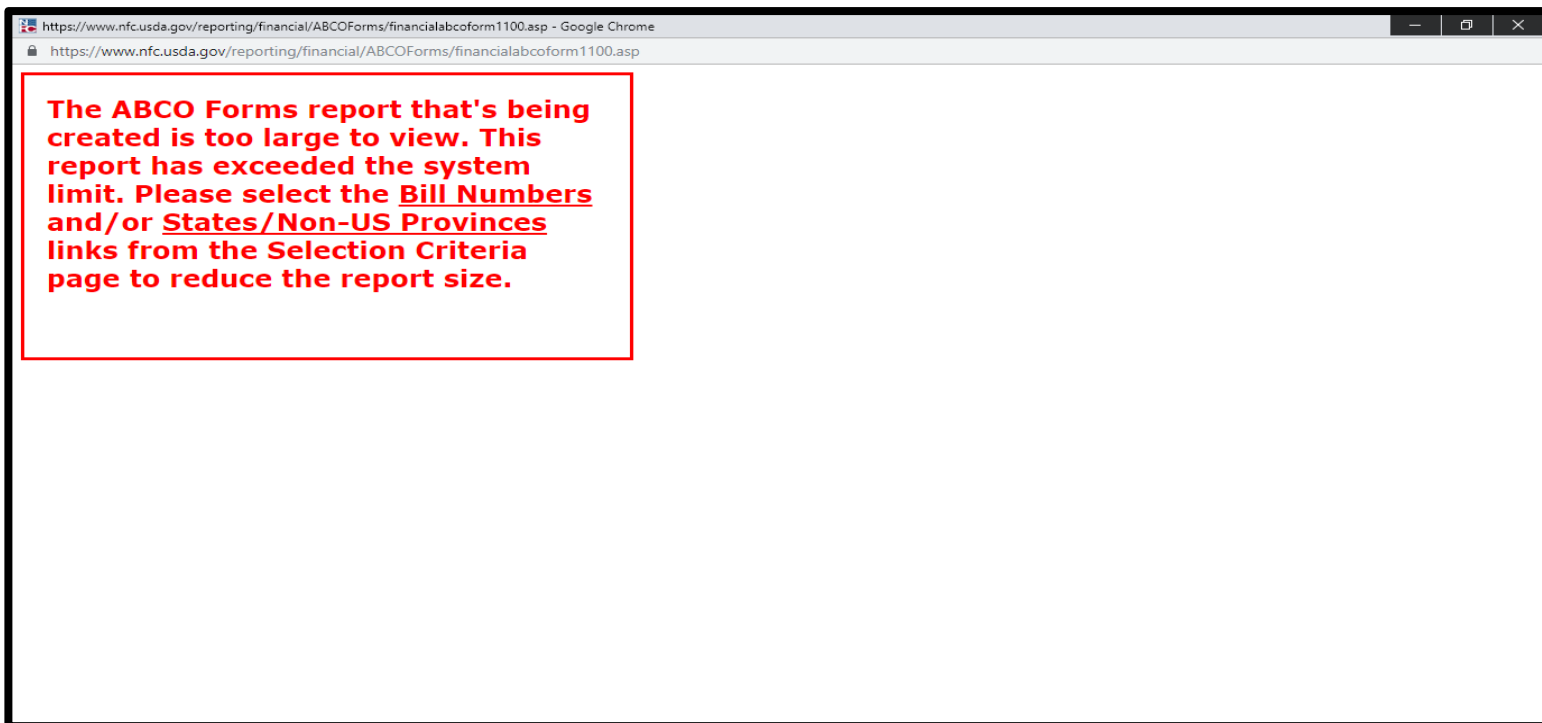 https://www.nfc.usda.gov/reporting/financial/ABCOForms/financialabcoform1100.asp - Google Chrome
https://www.nfc.usda.gov/reporting/financial/ABCOForms/financialabcoform1100.asp
The ABCO Forms report that's being
created is too large to view. This
report has exceeded the system
limit. Please select the Bill Numbers
and/or States/Non-US Provinces
links from the Selection Criteria
page to reduce the report size.